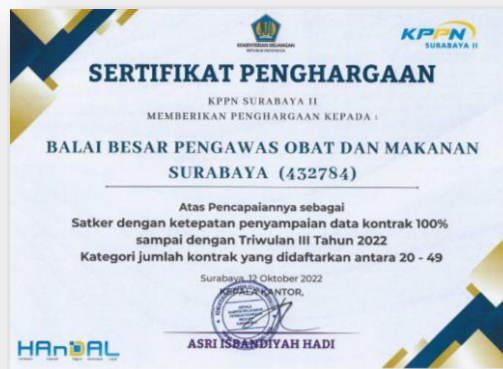 KEMENTERIAN KEUANGAN
REPUBLIK INDONESIA
KPPN
SURABAYA II
SERTIFIKAT PENGHARGAAN
KPPN SURABAYA II
MEMBERIKAN PENGHARGAAN KEPADA :
BALAI BESAR PENGAWAS OBAT DAN MAKANAN
SURABAYA (432784)
Atas Pencapaiannya sebagai
Satker dengan ketepatan penyampaian data kontrak 100%
sampai dengan Triwulan III Tahun 2022
Kategori jumlah kontrak yang didaftarkan antara 20 - 49
Surabaya, 12 Oktober 2022
KEPALA KANTOR,
ASRI ISBANDIYAH HADI
HAnDAL